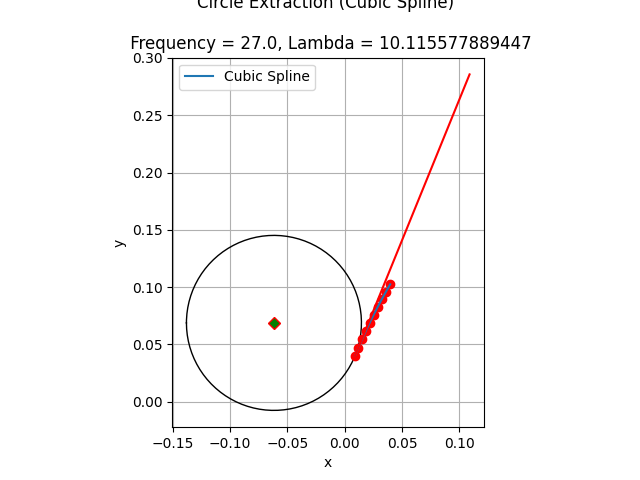 Circle Extraction (Cubic Spline)
Frequency = 27.0, Lambda = 10.115577889447
Cubic Spline
0.30
0.25
0.20
0.15
0.10
0.05
0.00
y
−0.15 −0.10 −0.05 0.00 0.05 0.10
x